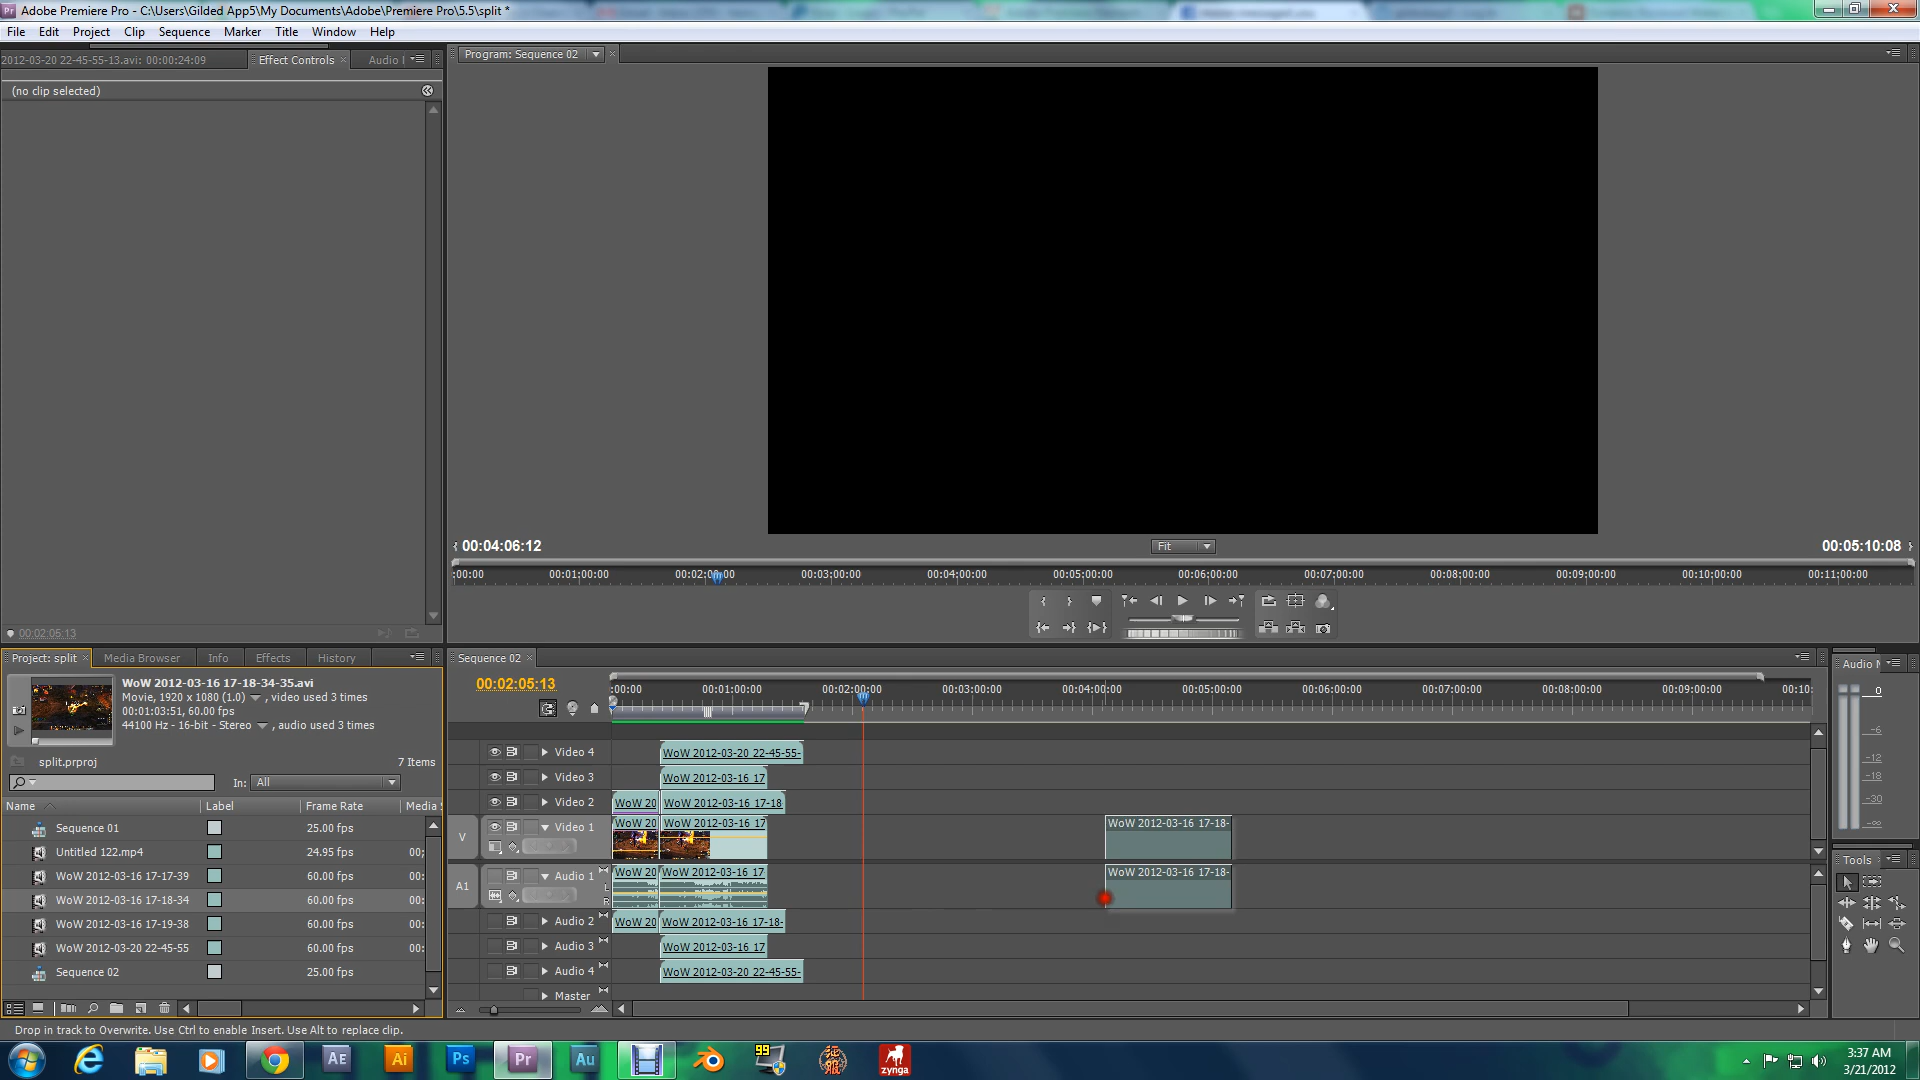 Pr Adobe Premiere Pro - C:\Users\Gilded App5\My Documents\Adobe\Premiere Pro\5.5\split *
File Edit Project Clip Sequence Marker Title Window Help
2012-03-20 22-45-55-13.avi: 00:00:24:09 Effect Controls Audio
Program: Sequence 02
(no clip selected)
00:04:06:12 Fit 00:05:10:08
:00:00 00:01:00:00 00:02:00:00 00:03:00:00 00:04:00:00 00:05:00:00 00:06:00:00 00:07:00:00 00:08:00:00 00:09:00:00 00:10:00:00 00:11:00:00
00:02:05:13
Project: split Media Browser Info Effects History
WoW 2012-03-16 17-18-34-35.avi
Movie, 1920 x 1080 (1.0) , video used 3 times
00:01:03:51, 60.00 fps
44100 Hz - 16-bit - Stereo , audio used 3 times
split.prproj 7 Items
In: All
Name Label Frame Rate Media
Sequence 01 25.00 fps
Untitled 122.mp4 24.95 fps 00;
WoW 2012-03-16 17-17-39 60.00 fps 00:
WoW 2012-03-16 17-18-34 60.00 fps 00:
WoW 2012-03-16 17-19-38 60.00 fps 00:
WoW 2012-03-20 22-45-55 60.00 fps 00:
Sequence 02 25.00 fps
Sequence 02
00:02:05:13
:00:00 00:01:00:00 00:02:00:00 00:03:00:00 00:04:00:00 00:05:00:00 00:06:00:00 00:07:00:00 00:08:00:00 00:09:00:00 00:10:
Video 4 WoW 2012-03-20 22-45-55-
Video 3 WoW 2012-03-16 17
Video 2 WoW 20 WoW 2012-03-16 17-18
V Video 1 WoW 20 WoW 2012-03-16 17 WoW 2012-03-16 17-18-
A1 Audio 1 L R WoW 20 WoW 2012-03-16 17 WoW 2012-03-16 17-18-
Audio 2 WoW 20 WoW 2012-03-16 17-18-
Audio 3 WoW 2012-03-16 17
Audio 4 WoW 2012-03-20 22-45-55-
Master
Audio
0
-6
-12
-18
-30
-∞
Tools
Drop in track to Overwrite. Use Ctrl to enable Insert. Use Alt to replace clip.
AE Ai Ps Pr Au 99 zynga
3:37 AM
3/21/2012